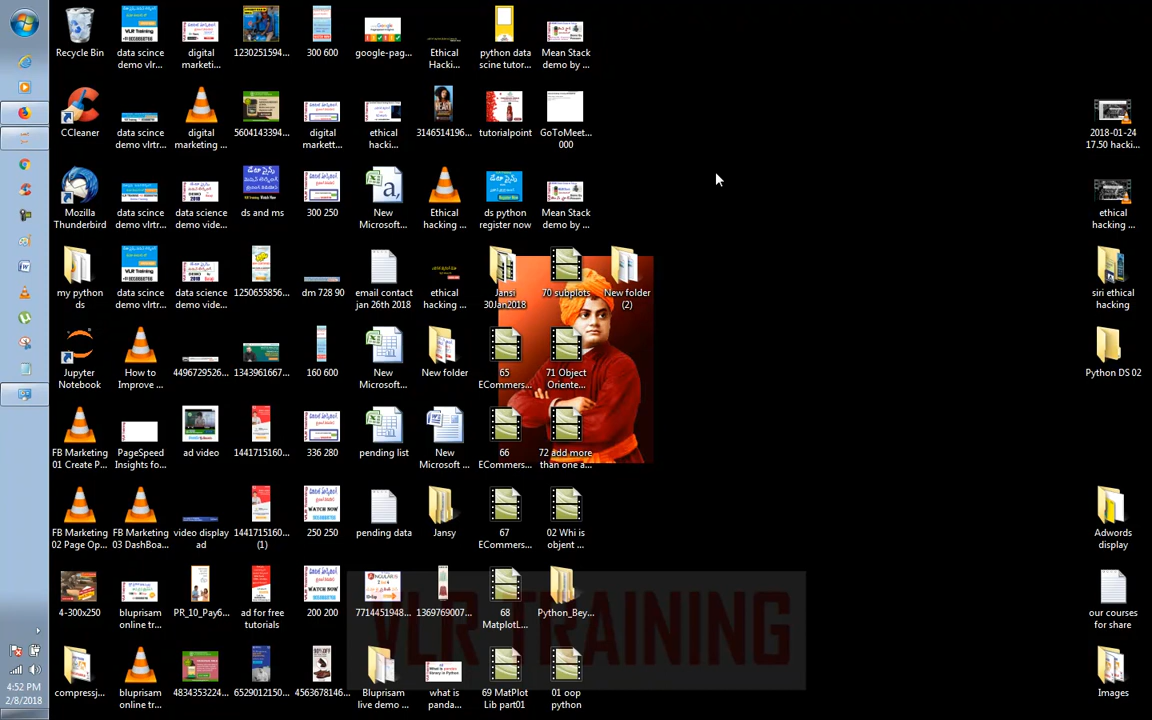 Recycle Bin
data scince
demo vlr...
digital
marketi...
1230251594...
300 600
google-pag...
Ethical
Hacki...
python data
scine tutor...
Mean Stack
demo by ...
CCleaner
data scince
demo vlrtr...
digital
marketing ...
5604143394...
digital
markett...
ethical
hacki...
3146514196...
tutorialpoint
GoToMeet...
000
2018-01-24
17.50 hacki...
Mozilla
Thunderbird
data scince
demo vlrtr...
data science
demo vide...
ds and ms
300 250
New
Microsoft...
Ethical
hacking ...
ds python
register now
Mean Stack
demo by ...
ethical
hacking ...
my python
ds
data scince
demo vlrtr...
data science
demo vide...
1250655856...
dm 728 90
email contact
jan 26th 2018
ethical
hacking ...
Jansi
30Jan2018
70 subplots
New folder
(2)
siri ethical
hacking
Jupyter
Notebook
How to
Improve ...
4496729526...
1343961667...
160 600
New
Microsoft...
New folder
65
ECommers...
71 Object
Oriente...
Python DS 02
FB Marketing
01 Create P...
PageSpeed
Insights fo...
ad video
1441715160...
336 280
pending list
New
Microsoft ...
66
ECommers...
72 add more
than one a...
FB Marketing
02 Page Op...
FB Marketing
03 DashBoa...
video display
ad
1441715160...
(1)
250 250
pending data
Jansy
67
ECommers...
02 Whi is
objent ...
Adwords
display
4-300x250
bluprisam
online tr...
PR_10_Pay6...
ad for free
tutorials
200 200
7714451948...
1369769007...
68
MatplotL...
Python_Bey...
our courses
for share
VLR TRAINING
compressj...
bluprisam
online tr...
4834353224...
6529012150...
4563678146...
Bluprisam
live demo ...
what is
panda...
69 MatPlot
Lib part01
01 oop
python
Images
4:52 PM
2/8/2018